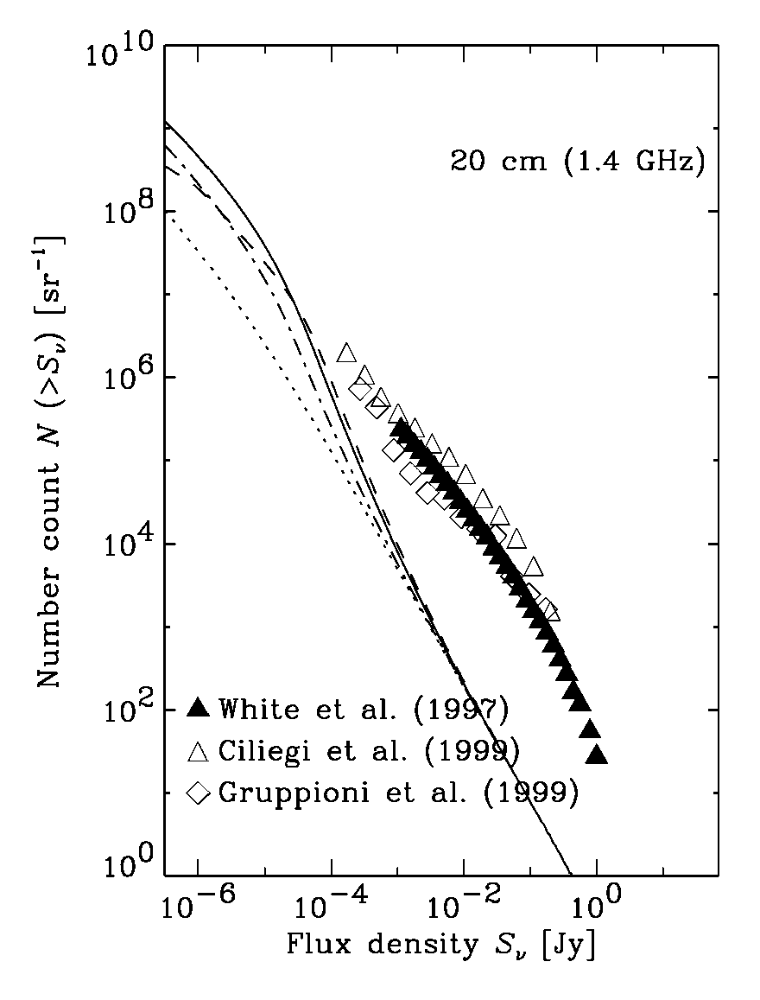 10^10
20 cm (1.4 GHz)
10^8
10^6
10^4
10^2
10^0
Number count N (>S_ν) [sr^-1]
White et al. (1997)
Ciliegi et al. (1999)
Gruppioni et al. (1999)
10^-6 10^-4 10^-2 10^0
Flux density S_ν [Jy]